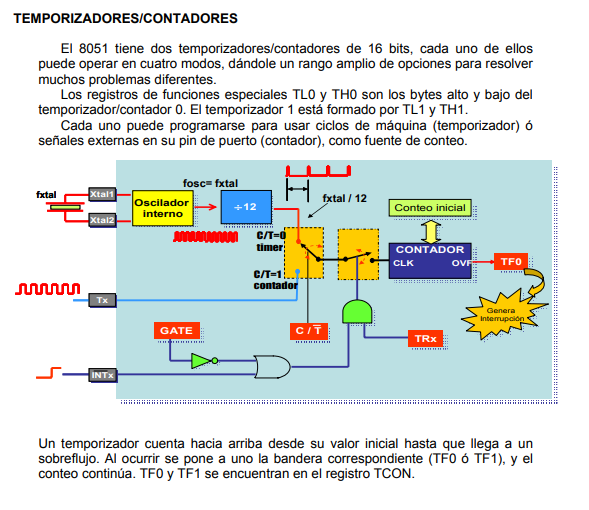 TEMPORIZADORES/CONTADORES
El 8051 tiene dos temporizadores/contadores de 16 bits, cada uno de ellos
puede operar en cuatro modos, dándole un rango amplio de opciones para resolver
muchos problemas diferentes.
Los registros de funciones especiales TL0 y TH0 son los bytes alto y bajo del
temporizador/contador 0. El temporizador 1 está formado por TL1 y TH1.
Cada uno puede programarse para usar ciclos de máquina (temporizador) ó
señales externas en su pin de puerto (contador), como fuente de conteo.
fxtal
Xtal1
Xtal2
Oscilador
interno
fosc= fxtal
÷12
fxtal / 12
Conteo inicial
C/T=0
timer
C/T=1
contador
CONTADOR
CLK
OVF
TF0
Genera
Interrupción
Tx
GATE
C / T̅
TRx
INTx
Un temporizador cuenta hacia arriba desde su valor inicial hasta que llega a un
sobreflujo. Al ocurrir se pone a uno la bandera correspondiente (TF0 ó TF1), y el
conteo continúa. TF0 y TF1 se encuentran en el registro TCON.